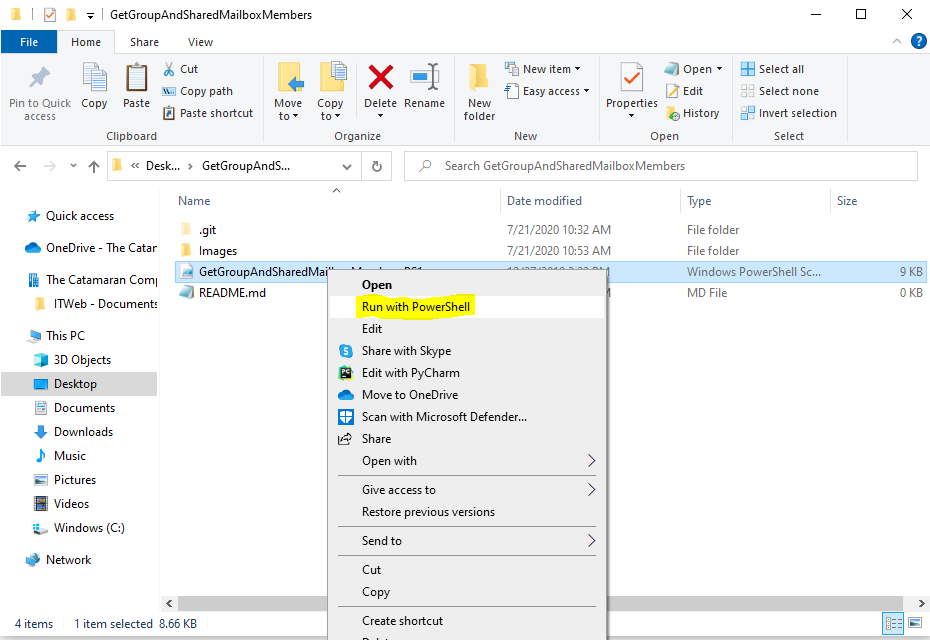 GetGroupAndSharedMailboxMembers
File Home Share View
Pin to Quick access
Copy
Paste
Cut
Copy path
Paste shortcut
Clipboard
Move to
Copy to
Delete
Rename
Organize
New folder
New item
Easy access
New
Properties
Open
Edit
History
Open
Select all
Select none
Invert selection
Select
« Desk... › GetGroupAndS...
Search GetGroupAndSharedMailboxMembers
Name Date modified Type Size
.git 7/21/2020 10:32 AM File folder
Images 7/21/2020 10:53 AM File folder
GetGroupAndSharedMail Windows PowerShell Sc... 9 KB
README.md MD File 0 KB
Quick access
OneDrive - The Catar
The Catamaran Comp
ITWeb - Documents
This PC
3D Objects
Desktop
Documents
Downloads
Music
Pictures
Videos
Windows (C:)
Network
Open
Run with PowerShell
Edit
Share with Skype
Edit with PyCharm
Move to OneDrive
Scan with Microsoft Defender...
Share
Open with
Give access to
Restore previous versions
Send to
Cut
Copy
Create shortcut
4 items 1 item selected 8.66 KB